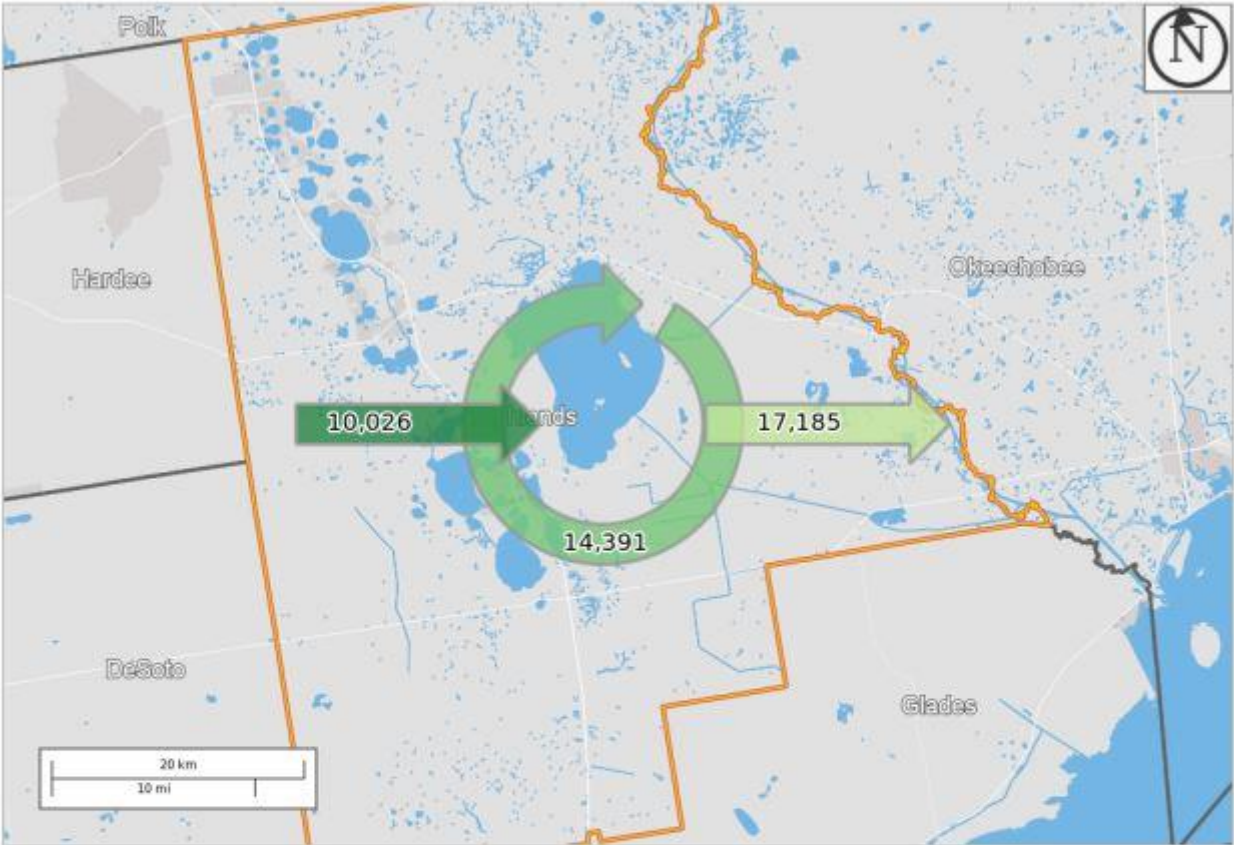 Polk
N
Hardee
Okeechobee
10,026
17,185
14,391
DeSoto
Glades
20 km
10 mi